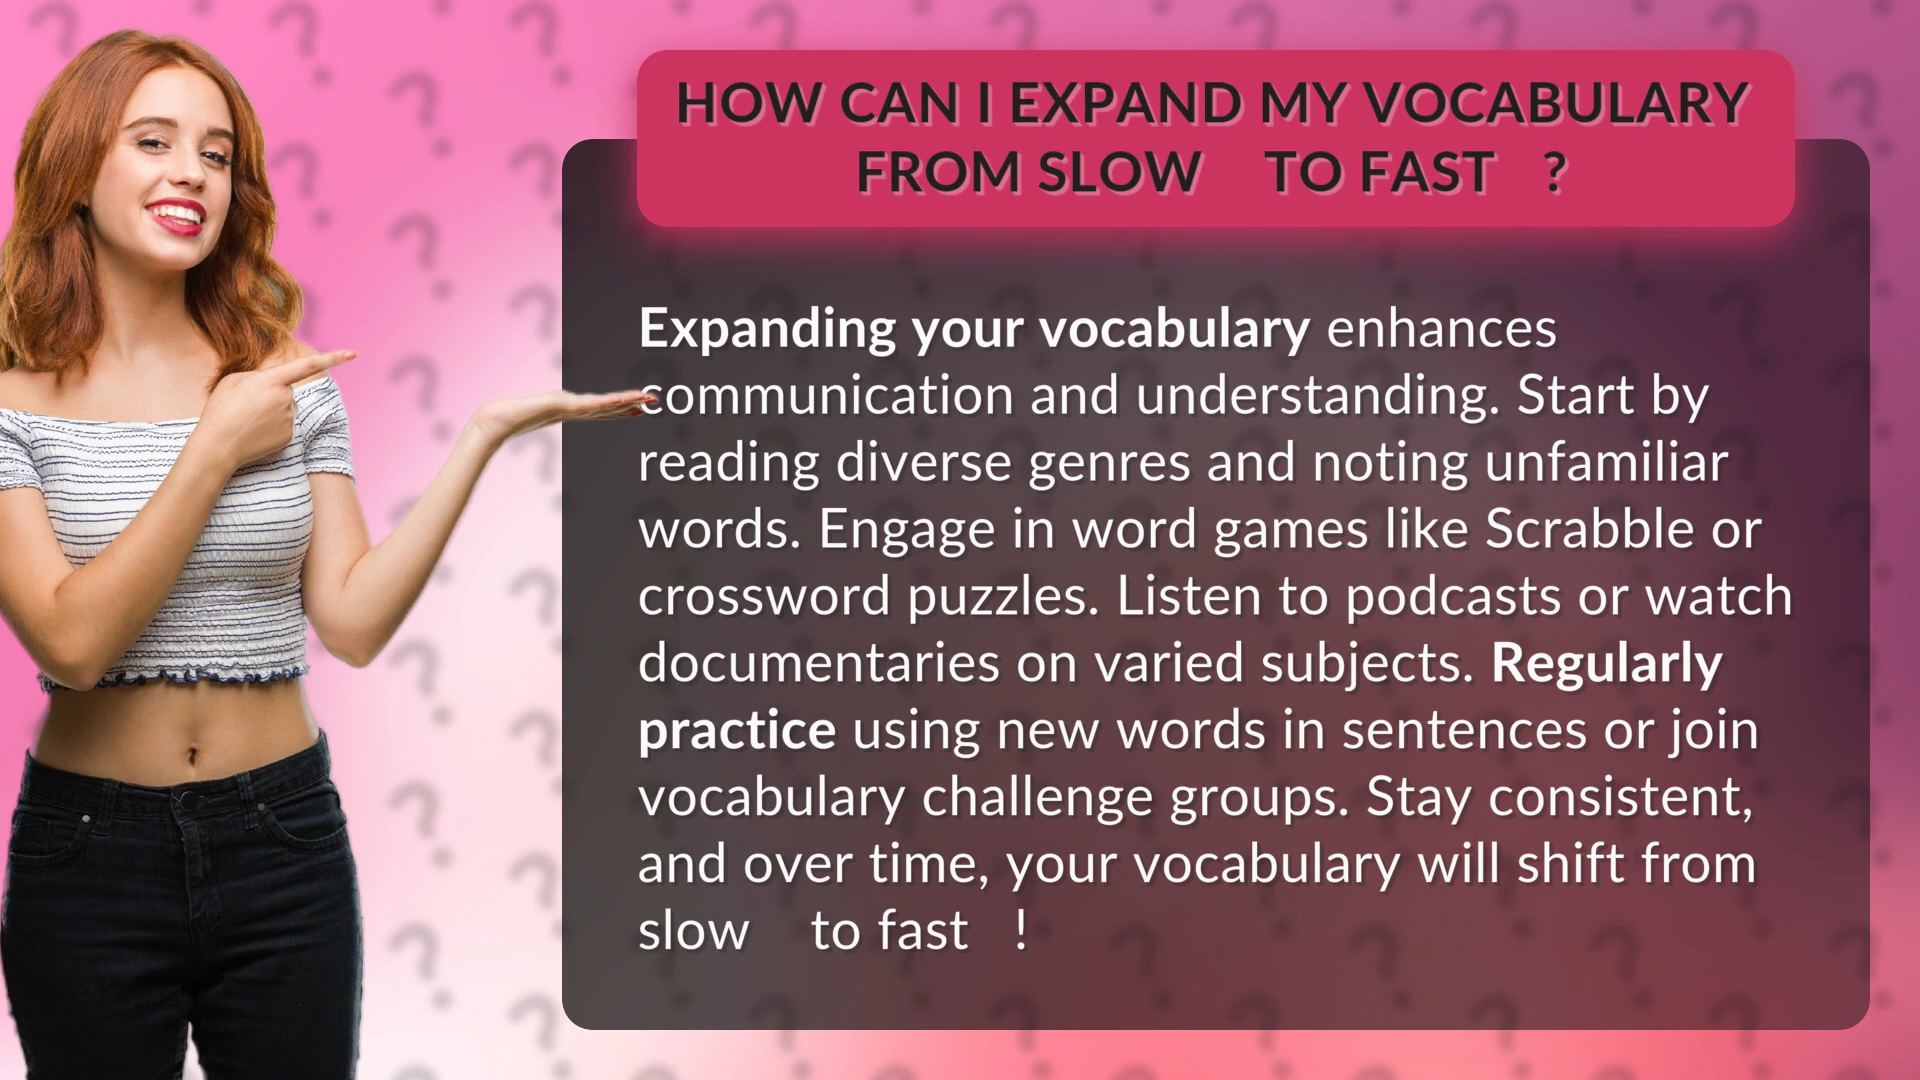 HOW CAN I EXPAND MY VOCABULARY
FROM SLOW TO FAST ?
Expanding your vocabulary enhances
communication and understanding. Start by
reading diverse genres and noting unfamiliar
words. Engage in word games like Scrabble or
crossword puzzles. Listen to podcasts or watch
documentaries on varied subjects. Regularly
practice using new words in sentences or join
vocabulary challenge groups. Stay consistent,
and over time, your vocabulary will shift from
slow to fast !